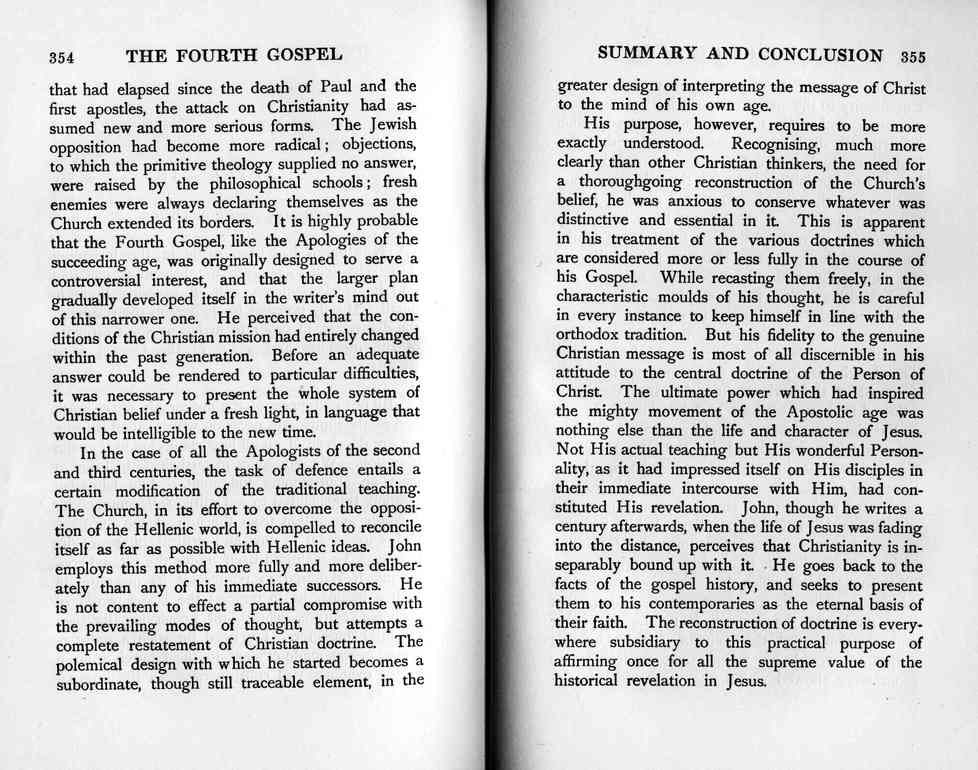 354 THE FOURTH GOSPEL
that had elapsed since the death of Paul and the
first apostles, the attack on Christianity had as-
sumed new and more serious forms. The Jewish
opposition had become more radical; objections,
to which the primitive theology supplied no answer,
were raised by the philosophical schools; fresh
enemies were always declaring themselves as the
Church extended its borders. It is highly probable
that the Fourth Gospel, like the Apologies of the
succeeding age, was originally designed to serve a
controversial interest, and that the larger plan
gradually developed itself in the writer's mind out
of this narrower one. He perceived that the con-
ditions of the Christian mission had entirely changed
within the past generation. Before an adequate
answer could be rendered to particular difficulties,
it was necessary to present the whole system of
Christian belief under a fresh light, in language that
would be intelligible to the new time.
In the case of all the Apologists of the second
and third centuries, the task of defence entails a
certain modification of the traditional teaching.
The Church, in its effort to overcome the opposi-
tion of the Hellenic world, is compelled to reconcile
itself as far as possible with Hellenic ideas. John
employs this method more fully and more deliber-
ately than any of his immediate successors. He
is not content to effect a partial compromise with
the prevailing modes of thought, but attempts a
complete restatement of Christian doctrine. The
polemical design with which he started becomes a
subordinate, though still traceable element, in the
SUMMARY AND CONCLUSION 355
greater design of interpreting the message of Christ
to the mind of his own age.
His purpose, however, requires to be more
exactly understood. Recognising, much more
clearly than other Christian thinkers, the need for
a thoroughgoing reconstruction of the Church's
belief, he was anxious to conserve whatever was
distinctive and essential in it. This is apparent
in his treatment of the various doctrines which
are considered more or less fully in the course of
his Gospel. While recasting them freely, in the
characteristic moulds of his thought, he is careful
in every instance to keep himself in line with the
orthodox tradition. But his fidelity to the genuine
Christian message is most of all discernible in his
attitude to the central doctrine of the Person of
Christ. The ultimate power which had inspired
the mighty movement of the Apostolic age was
nothing else than the life and character of Jesus.
Not His actual teaching but His wonderful Person-
ality, as it had impressed itself on His disciples in
their immediate intercourse with Him, had con-
stituted His revelation. John, though he writes a
century afterwards, when the life of Jesus was fading
into the distance, perceives that Christianity is in-
separably bound up with it. He goes back to the
facts of the gospel history, and seeks to present
them to his contemporaries as the eternal basis of
their faith. The reconstruction of doctrine is every-
where subsidiary to this practical purpose of
affirming once for all the supreme value of the
historical revelation in Jesus.